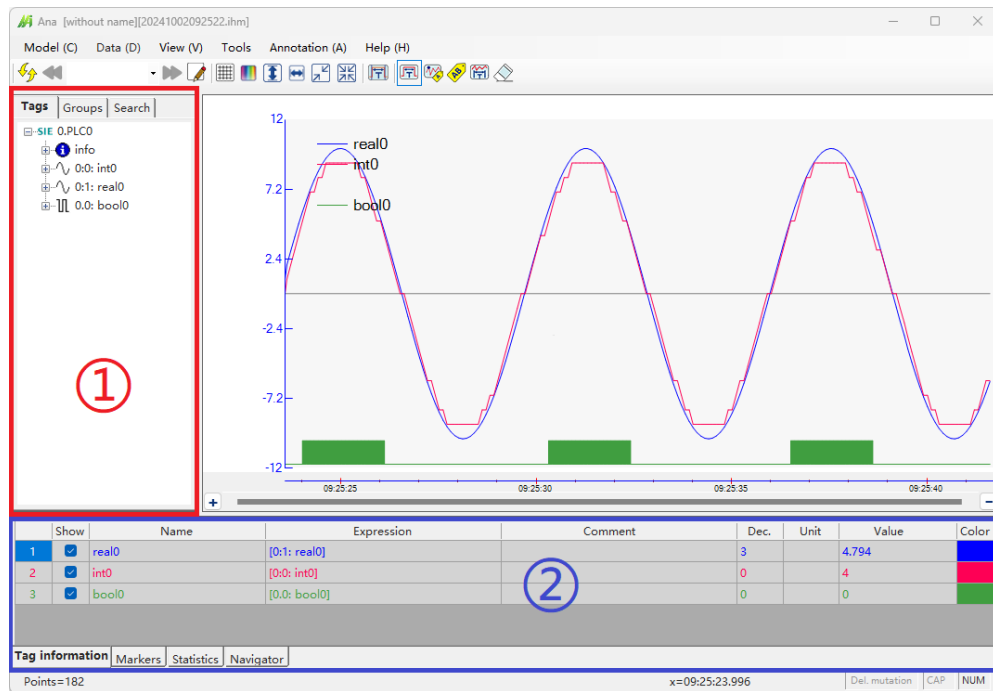 Ana [without name][20241002092522.ihm]
Model (C) Data (D) View (V) Tools Annotation (A) Help (H)
Tags Groups Search
SIE 0.PLC0
info
0:0: int0
0:1: real0
0.0: bool0
①
12
7.2
2.4
-2.4
-7.2
-12
real0
int0
bool0
09:25:25 09:25:30 09:25:35 09:25:40
Show Name Expression Comment Dec. Unit Value Color
1 real0 [0:1: real0] 3 4.794
2 int0 [0:0: int0] 0 4
3 bool0 [0.0: bool0] 0 0
②
Tag information Markers Statistics Navigator
Points=182 x=09:25:23.996 Del. mutation CAP NUM